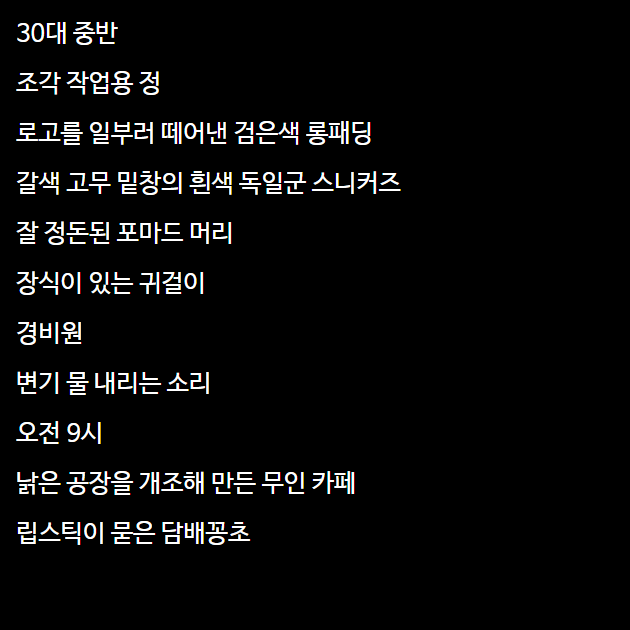 30대 중반
조각 작업용 정
로고를 일부러 떼어낸 검은색 롱패딩
갈색 고무 밑창의 흰색 독일군 스니커즈
잘 정돈된 포마드 머리
장식이 있는 귀걸이
경비원
변기 물 내리는 소리
오전 9시
낡은 공장을 개조해 만든 무인 카페
립스틱이 묻은 담배꽁초